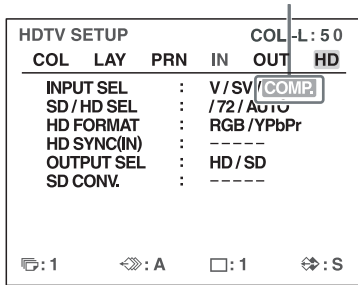 HDTV SETUP COL-L:50
COL LAY PRN IN OUT HD
INPUT SEL : V/SV/COMP.
SD/HD SEL : /72/AUTO
HD FORMAT : RGB/YPbPr
HD SYNC(IN) : -----
OUTPUT SEL : HD/SD
SD CONV. : -----
:1 :A :1 :S